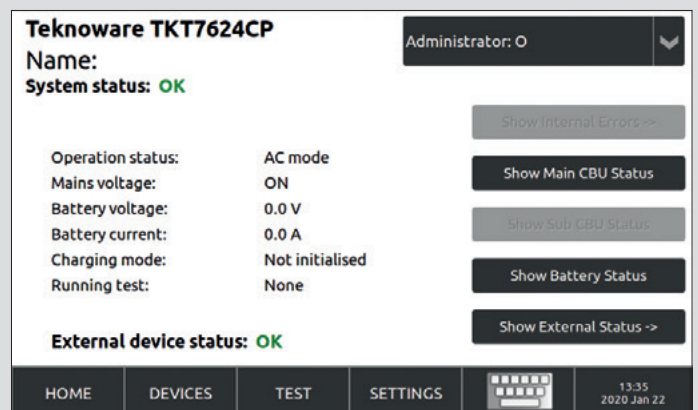 Teknoware TKT7624CP
Administrator: O
Name:
System status: OK
Show Internal Errors ->
Operation status: AC mode
Show Main CBU Status
Mains voltage: ON
Battery voltage: 0.0 V
Show Sub CBU Status
Battery current: 0.0 A
Charging mode: Not initialised
Show Battery Status
Running test: None
Show External Status ->
External device status: OK
HOME DEVICES TEST SETTINGS 13:35
2020 Jan 22